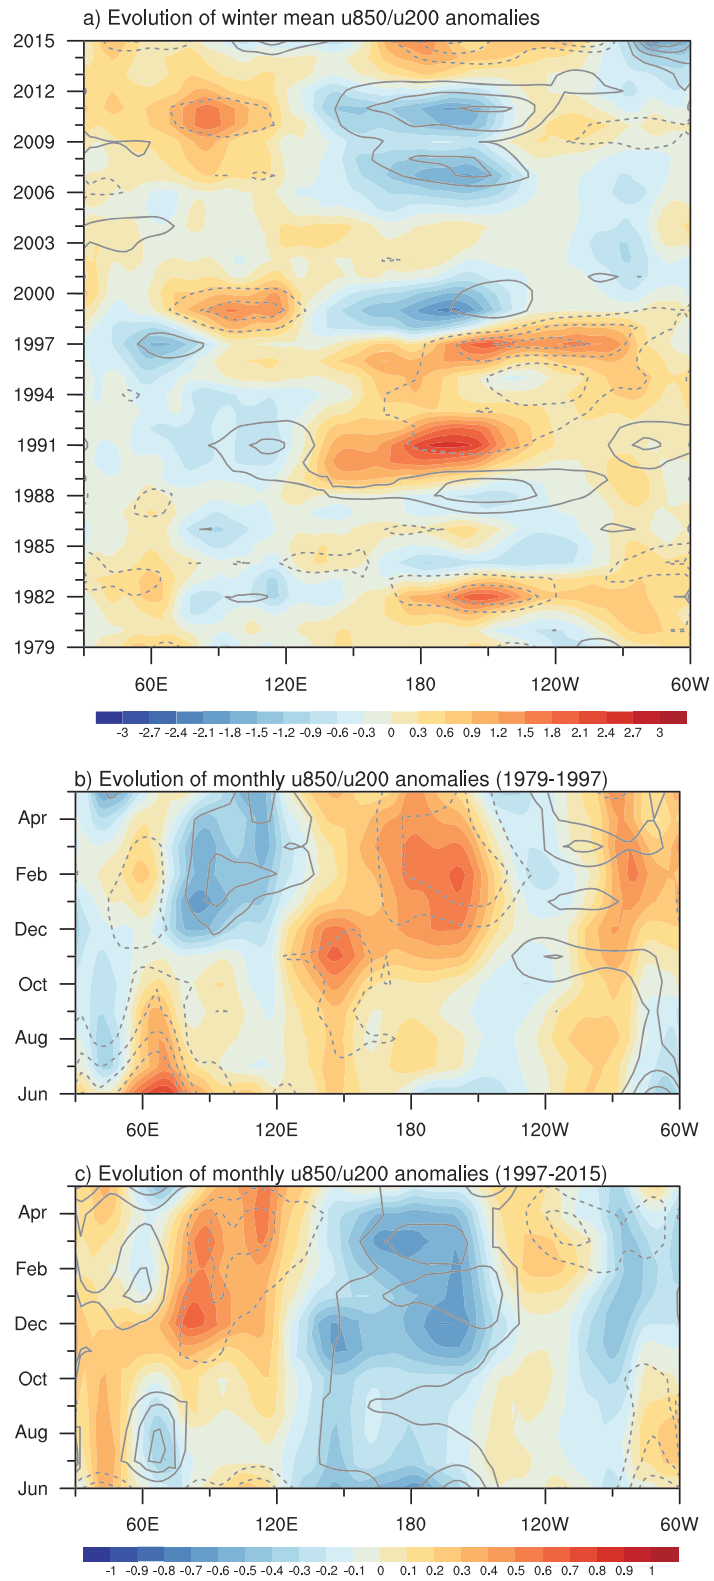 a) Evolution of winter mean u850/u200 anomalies
2015
2012
2009
2006
2003
2000
1997
1994
1991
1988
1985
1982
1979
60E 120E 180 120W 60W
-3 -2.7 -2.4 -2.1 -1.8 -1.5 -1.2 -0.9 -0.6 -0.3 0 0.3 0.6 0.9 1.2 1.5 1.8 2.1 2.4 2.7 3
b) Evolution of monthly u850/u200 anomalies (1979-1997)
Apr
Feb
Dec
Oct
Aug
Jun
60E 120E 180 120W 60W
c) Evolution of monthly u850/u200 anomalies (1997-2015)
Apr
Feb
Dec
Oct
Aug
Jun
60E 120E 180 120W 60W
-1 -0.9 -0.8 -0.7 -0.6 -0.5 -0.4 -0.3 -0.2 -0.1 0 0.1 0.2 0.3 0.4 0.5 0.6 0.7 0.8 0.9 1